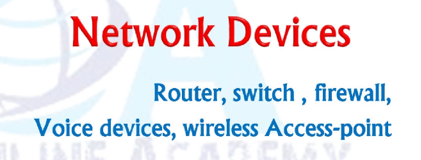 Network Devices
Router, switch , firewall,
Voice devices, wireless Access-point